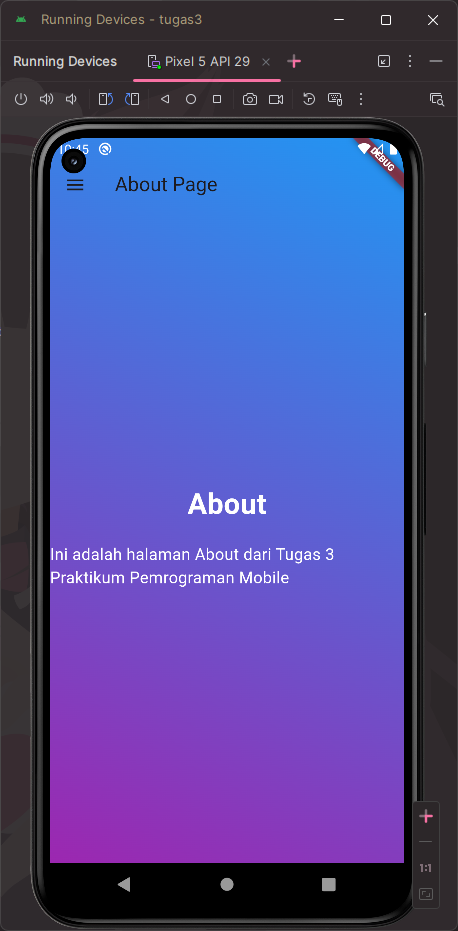 Running Devices - tugas3
Running Devices
Pixel 5 API 29
10:45
DEBUG
About Page
About
Ini adalah halaman About dari Tugas 3
Praktikum Pemrograman Mobile
1:1